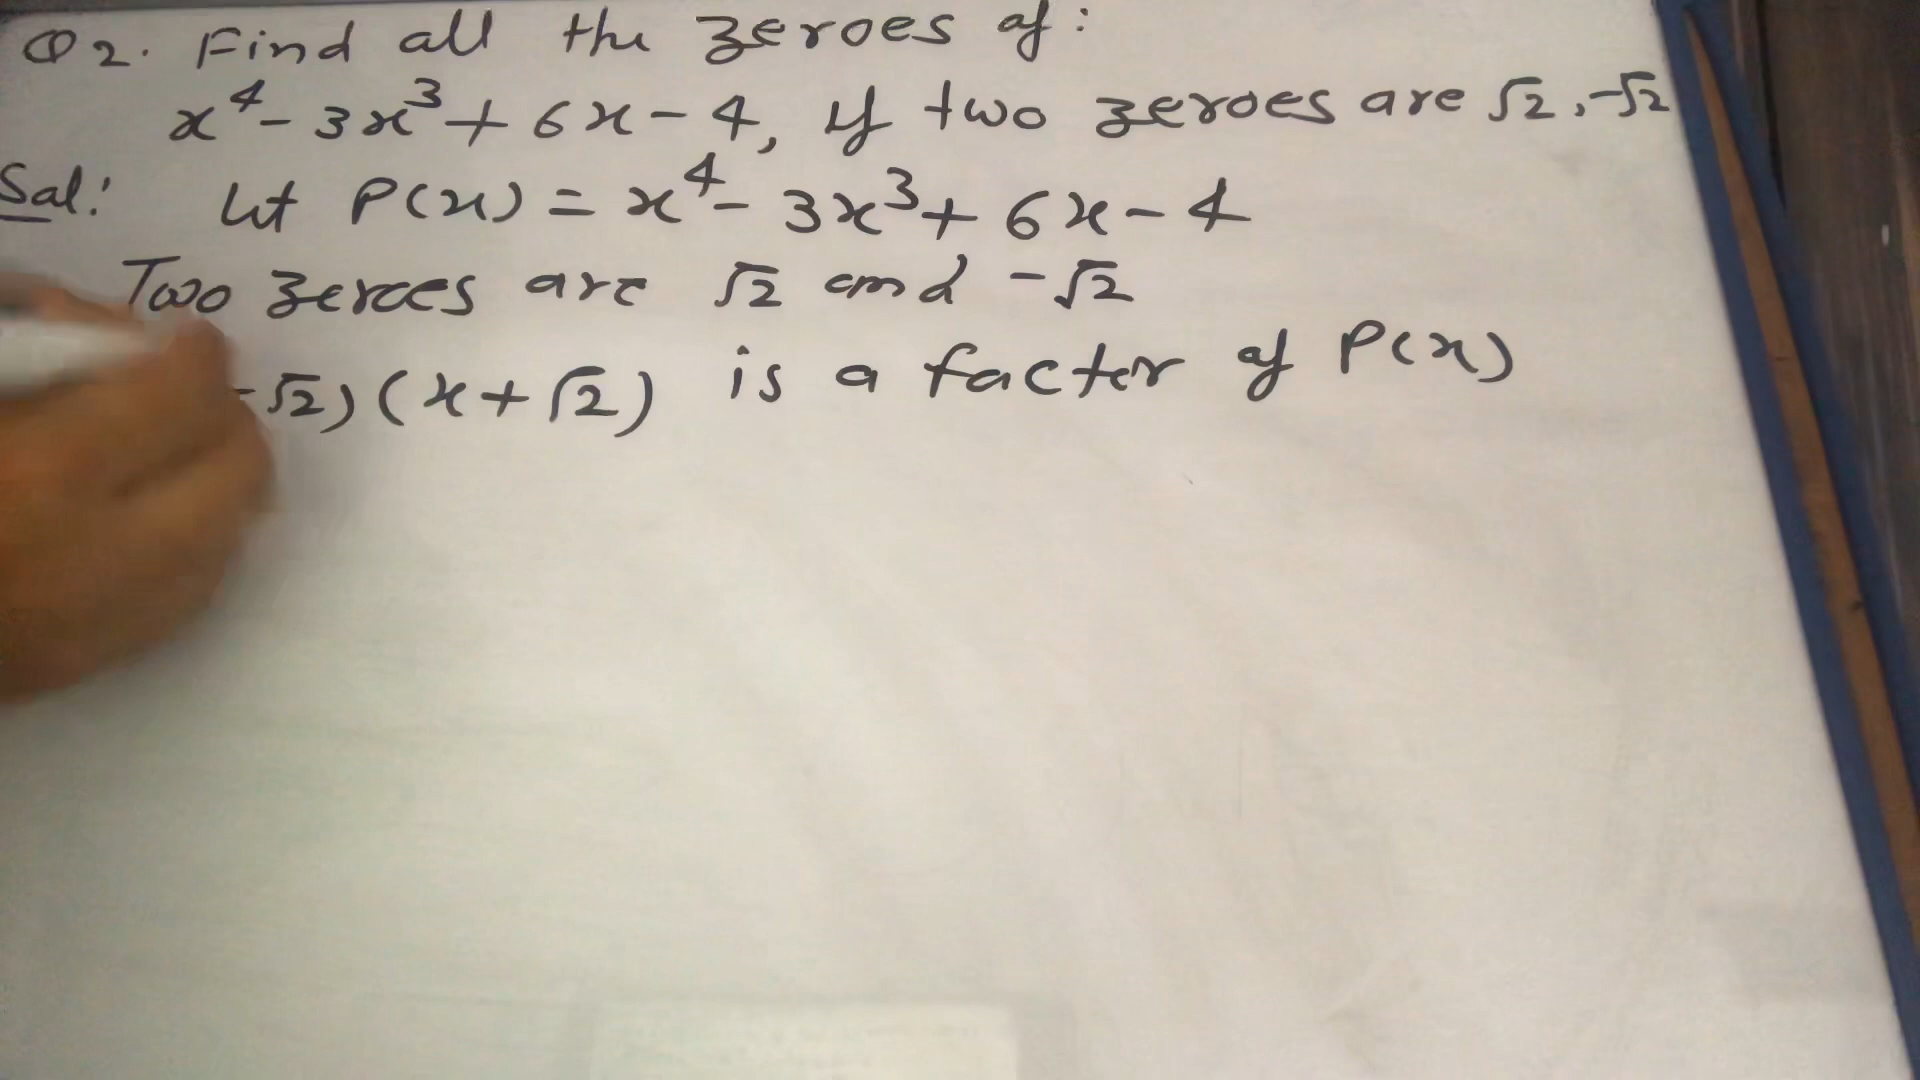 Q2. Find all the zeroes of:
x⁴- 3x³+ 6x - 4, if two zeroes are √2, -√2
Sol: Let P(x) = x⁴- 3x³+ 6x - 4
Two zeroes are √2 and -√2
-√2) (x+√2) is a factor of P(x)